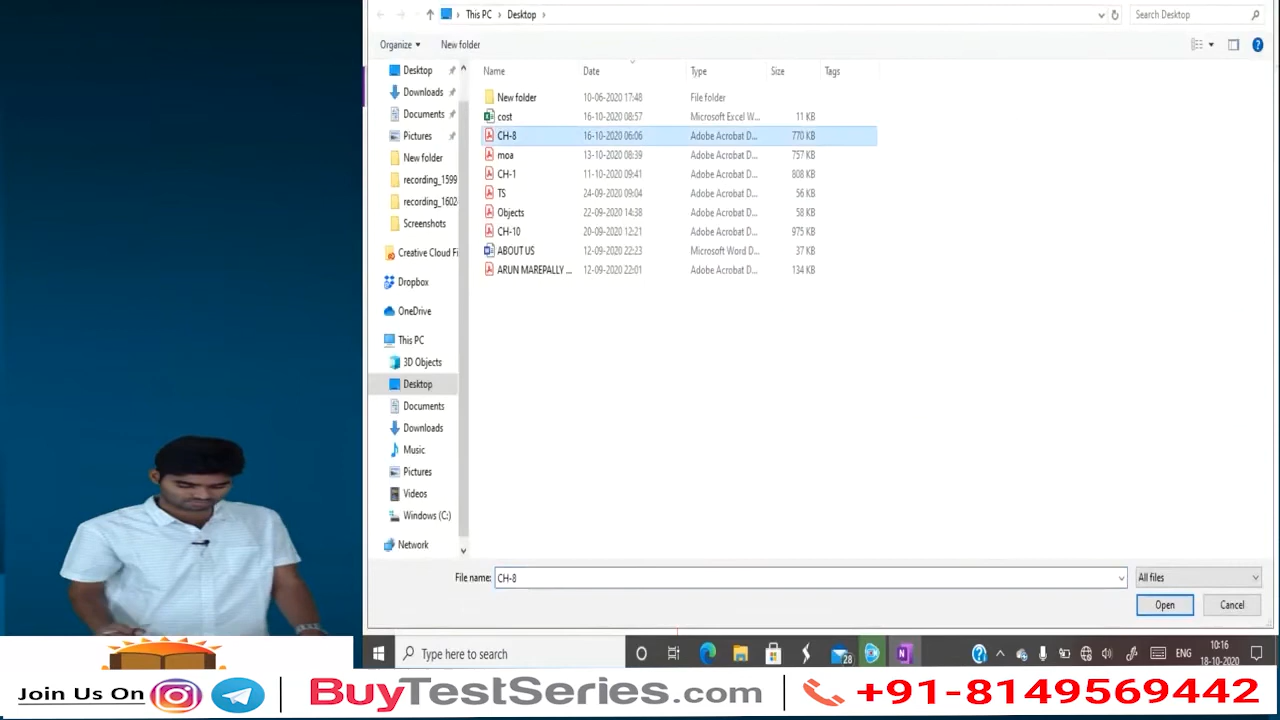 This PC > Desktop >
Search Desktop
Organize
New folder
Name Date Type Size Tags
Desktop
Downloads
Documents
Pictures
New folder
recording_1599
recording_1602
Screenshots
Creative Cloud Fi
Dropbox
OneDrive
This PC
3D Objects
Desktop
Documents
Downloads
Music
Pictures
Videos
Windows (C:)
Network
New folder 10-06-2020 17:48 File folder
cost 16-10-2020 08:57 Microsoft Excel W... 11 KB
CH-8 16-10-2020 06:06 Adobe Acrobat D... 770 KB
moa 13-10-2020 08:39 Adobe Acrobat D... 757 KB
CH-1 11-10-2020 09:41 Adobe Acrobat D... 808 KB
TS 24-09-2020 09:04 Adobe Acrobat D... 56 KB
Objects 22-09-2020 14:38 Adobe Acrobat D... 58 KB
CH-10 20-09-2020 12:21 Adobe Acrobat D... 975 KB
ABOUT US 12-09-2020 22:23 Microsoft Word D... 37 KB
ARUN MAREPALLY ... 12-09-2020 22:01 Adobe Acrobat D... 134 KB
File name: CH-8
All files
Open Cancel
Type here to search
28
ENG
10:16
18-10-2020
Join Us On
BuyTestSeries.com
+91-8149569442